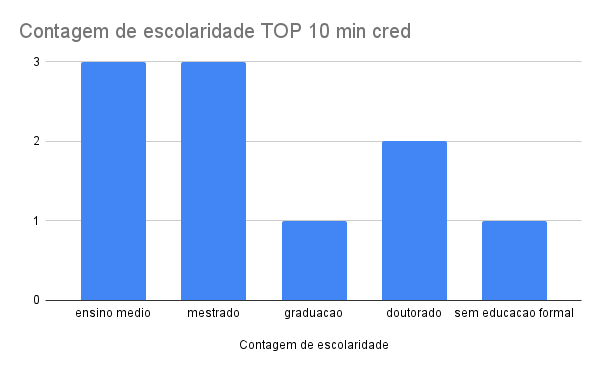 Contagem de escolaridade TOP 10 min cred
3
2
1
0
ensino medio mestrado graduacao doutorado sem educacao formal
Contagem de escolaridade